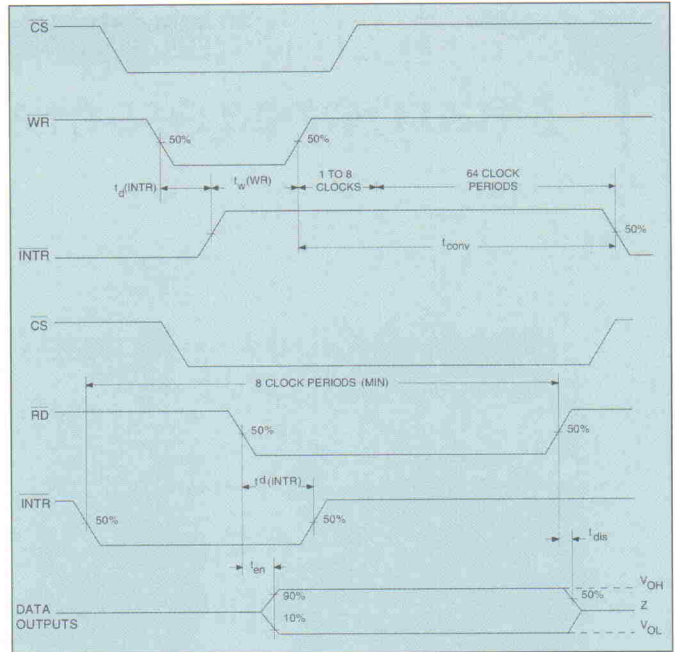 CS
WR
50%
50%
1 TO 8
CLOCKS
64 CLOCK
PERIODS
td(INTR)
tw(WR)
INTR
tconv
50%
CS
8 CLOCK PERIODS (MIN)
RD
50%
50%
td(INTR)
INTR
50%
50%
tdis
ten
VOH
90%
50%
DATA
OUTPUTS
Z
10%
VOL